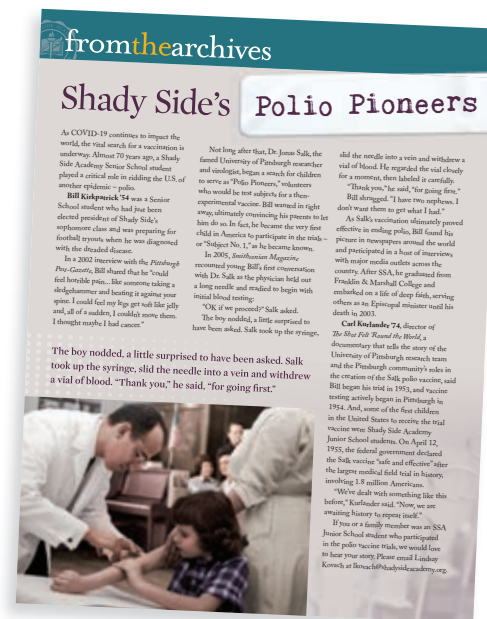 fromthearchives
Shady Side's Polio Pioneers
As COVID-19 continues to impact the
world, the vital search for a vaccination is
underway. Almost 70 years ago, a Shady
Side Academy Senior School student
played a critical role in ridding the U.S. of
another epidemic – polio.
Bill Kirkpatrick '54 was a Senior
School student who had just been
elected president of Shady Side's
sophomore class and was preparing for
football tryouts when he was diagnosed
with the dreaded disease.
In a 2002 interview with the Pittsburgh
Post-Gazette, Bill shared that he "could
feel horrible pain... like someone taking a
sledgehammer and beating it against your
spine. I could feel my legs get soft like jelly
and, all of a sudden, I couldn't move them.
I thought maybe I had cancer."
Not long after that, Dr. Jonas Salk, the
famed University of Pittsburgh researcher
and virologist, began a search for children
to serve as "Polio Pioneers," volunteers
who would be test subjects for a then-
experimental vaccine. Bill wanted in right
away, ultimately convincing his parents to let
him do so. In fact, he became the very first
child in America to participate in the trials –
or "Subject No. 1," as he became known.
In 2005, Smithsonian Magazine
recounted young Bill's first conversation
with Dr. Salk as the physician held out
a long needle and readied to begin with
initial blood testing:
"OK if we proceed?" Salk asked.
The boy nodded, a little surprised to
have been asked. Salk took up the syringe,
slid the needle into a vein and withdrew a
vial of blood. He regarded the vial closely
for a moment, then labeled it carefully.
"Thank you," he said, "for going first."
Bill shrugged. "I have two nephews. I
don't want them to get what I had."
As Salk's vaccination ultimately proved
effective in ending polio, Bill found his
picture in newspapers around the world
and participated in a host of interviews
with major media outlets across the
country. After SSA, he graduated from
Franklin & Marshall College and
embarked on a life of deep faith, serving
others as an Episcopal minister until his
death in 2003.
Carl Kurlander '74, director of
The Shot Felt 'Round the World, a
documentary that tells the story of the
University of Pittsburgh research team
and the Pittsburgh community's roles in
the creation of the Salk polio vaccine, said
Bill began his trial in 1953, and vaccine
testing actively began in Pittsburgh in
1954. And, some of the first children
in the United States to receive the trial
vaccine were Shady Side Academy
Junior School students. On April 12,
1955, the federal government declared
the Salk vaccine "safe and effective" after
the largest medical field trial in history,
involving 1.8 million Americans.
"We've dealt with something like this
before," Kurlander said. "Now, we are
awaiting history to repeat itself."
If you or a family member was an SSA
Junior School student who participated
in the polio vaccine trials, we would love
to hear your story. Please email Lindsay
Kovach at lkovach@shadysideacademy.org.
The boy nodded, a little surprised to have been asked. Salk
took up the syringe, slid the needle into a vein and withdrew
a vial of blood. "Thank you," he said, "for going first."